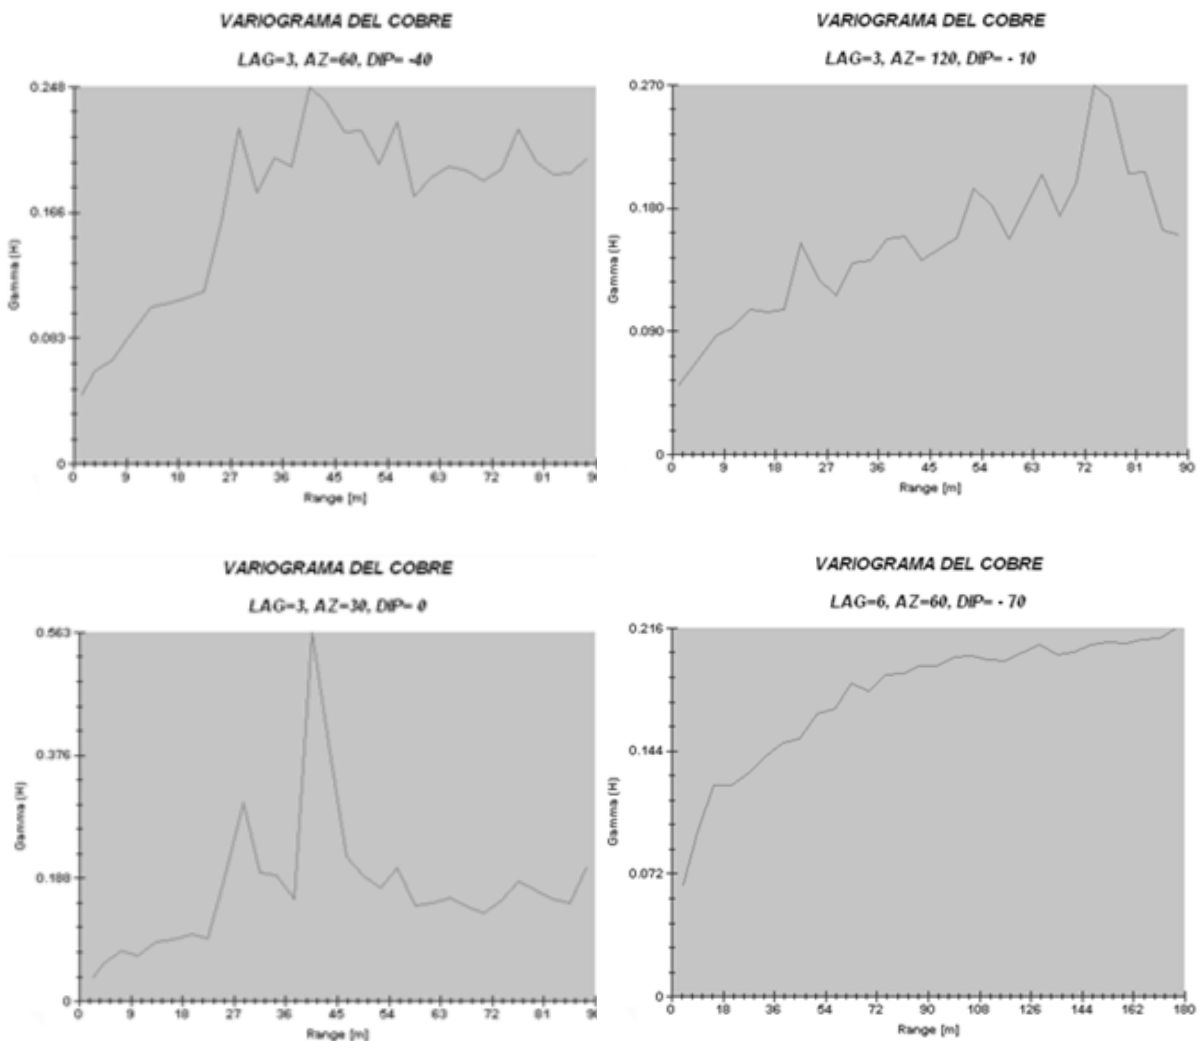 VARIOGRAMA DEL COBRE
LAG=3, AZ=60, DIP= -40
0.248
0.166
0.083
0
Gamma (H)
0 9 18 27 36 45 54 63 72 81 90
Range [m]
VARIOGRAMA DEL COBRE
LAG=3, AZ= 120, DIP= - 10
0.270
0.180
0.090
0
Gamma (H)
0 9 18 27 36 45 54 63 72 81 90
Range [m]
VARIOGRAMA DEL COBRE
LAG=3, AZ=30, DIP= 0
0.563
0.376
0.188
0
Gamma (H)
0 9 18 27 36 45 54 63 72 81
Range [m]
VARIOGRAMA DEL COBRE
LAG=6, AZ=60, DIP= - 70
0.216
0.144
0.072
0
Gamma (H)
0 18 36 54 72 90 108 126 144 162 180
Range [m]